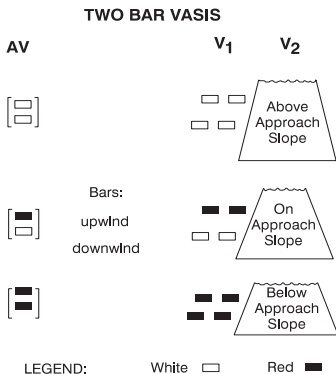 TWO BAR VASIS
AV V1 V2
Above
Approach
Slope
Bars:
upwInd
downwInd
On
Approach
Slope
Below
Approach
Slope
LEGEND: White Red